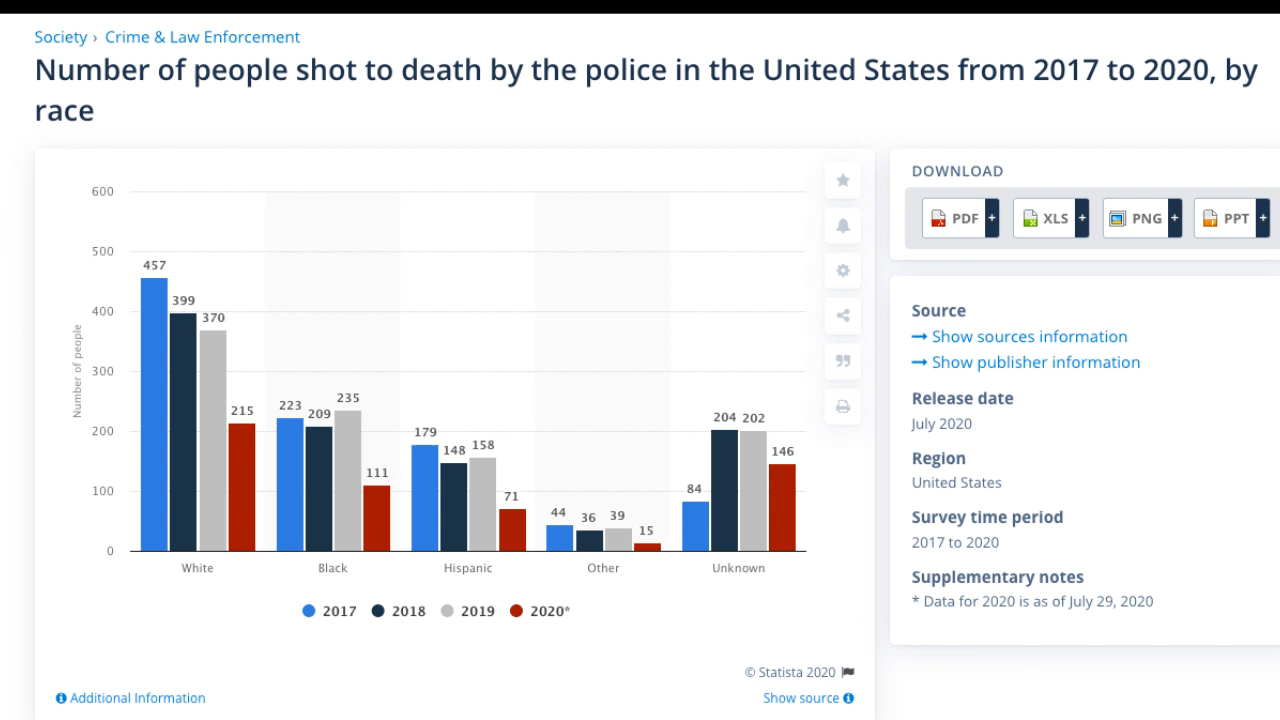 Society › Crime & Law Enforcement
Number of people shot to death by the police in the United States from 2017 to 2020, by
race
600
500
400
300
200
100
0
Number of people
457
399
370
215
223
209
235
111
179
148
158
71
44
36
39
15
84
204
202
146
White
Black
Hispanic
Other
Unknown
2017 2018 2019 2020*
© Statista 2020
Additional Information
Show source
DOWNLOAD
PDF + XLS + PNG + PPT +
Source
Show sources information
Show publisher information
Release date
July 2020
Region
United States
Survey time period
2017 to 2020
Supplementary notes
* Data for 2020 is as of July 29, 2020